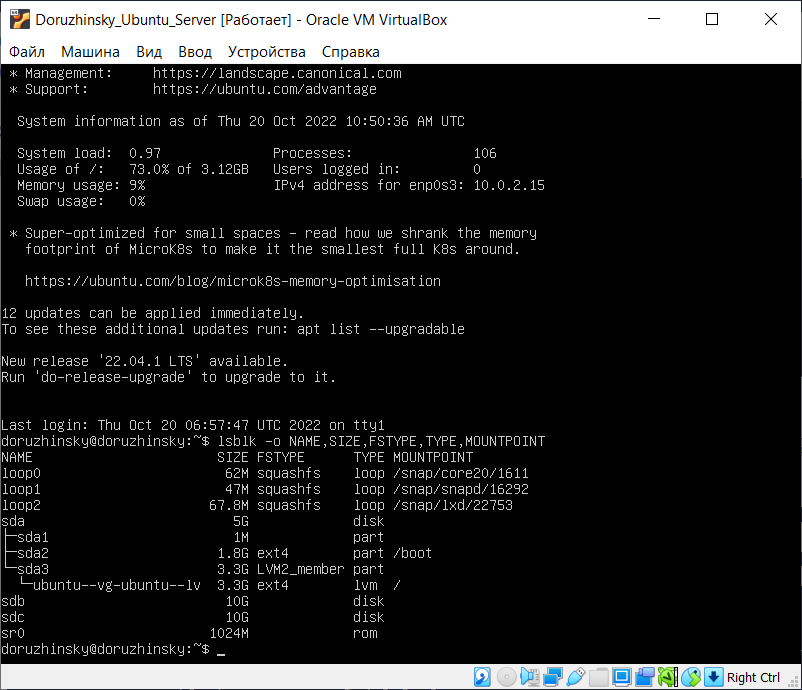 Doruzhinsky_Ubuntu_Server [Работает] - Oracle VM VirtualBox
Файл Машина Вид Ввод Устройства Справка
 * Management:     https://landscape.canonical.com
 * Support:        https://ubuntu.com/advantage
  System information as of Thu 20 Oct 2022 10:50:36 AM UTC
  System load:  0.97              Processes:               106
  Usage of /:   73.0% of 3.12GB   Users logged in:         0
  Memory usage: 9%                IPv4 address for enp0s3: 10.0.2.15
  Swap usage:   0%
 * Super-optimized for small spaces - read how we shrank the memory
   footprint of MicroK8s to make it the smallest full K8s around.
   https://ubuntu.com/blog/microk8s-memory-optimisation
12 updates can be applied immediately.
To see these additional updates run: apt list --upgradable
New release '22.04.1 LTS' available.
Run 'do-release-upgrade' to upgrade to it.
Last login: Thu Oct 20 06:57:47 UTC 2022 on tty1
doruzhinsky@doruzhinsky:~$ lsblk -o NAME,SIZE,FSTYPE,TYPE,MOUNTPOINT
NAME                       SIZE FSTYPE      TYPE MOUNTPOINT
loop0                       62M squashfs    loop /snap/core20/1611
loop1                       47M squashfs    loop /snap/snapd/16292
loop2                     67.8M squashfs    loop /snap/lxd/22753
sda                          5G             disk
├─sda1                       1M             part
├─sda2                     1.8G ext4        part /boot
└─sda3                     3.3G LVM2_member part
  └─ubuntu--vg-ubuntu--lv  3.3G ext4        lvm  /
sdb                         10G             disk
sdc                         10G             disk
sr0                       1024M             rom
doruzhinsky@doruzhinsky:~$ _
Right Ctrl